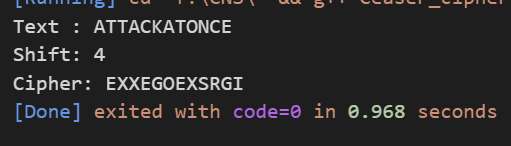 Text : ATTACKATONCE
Shift: 4
Cipher: EXXEGOEXSRGI
[Done] exited with code=0 in 0.968 seconds